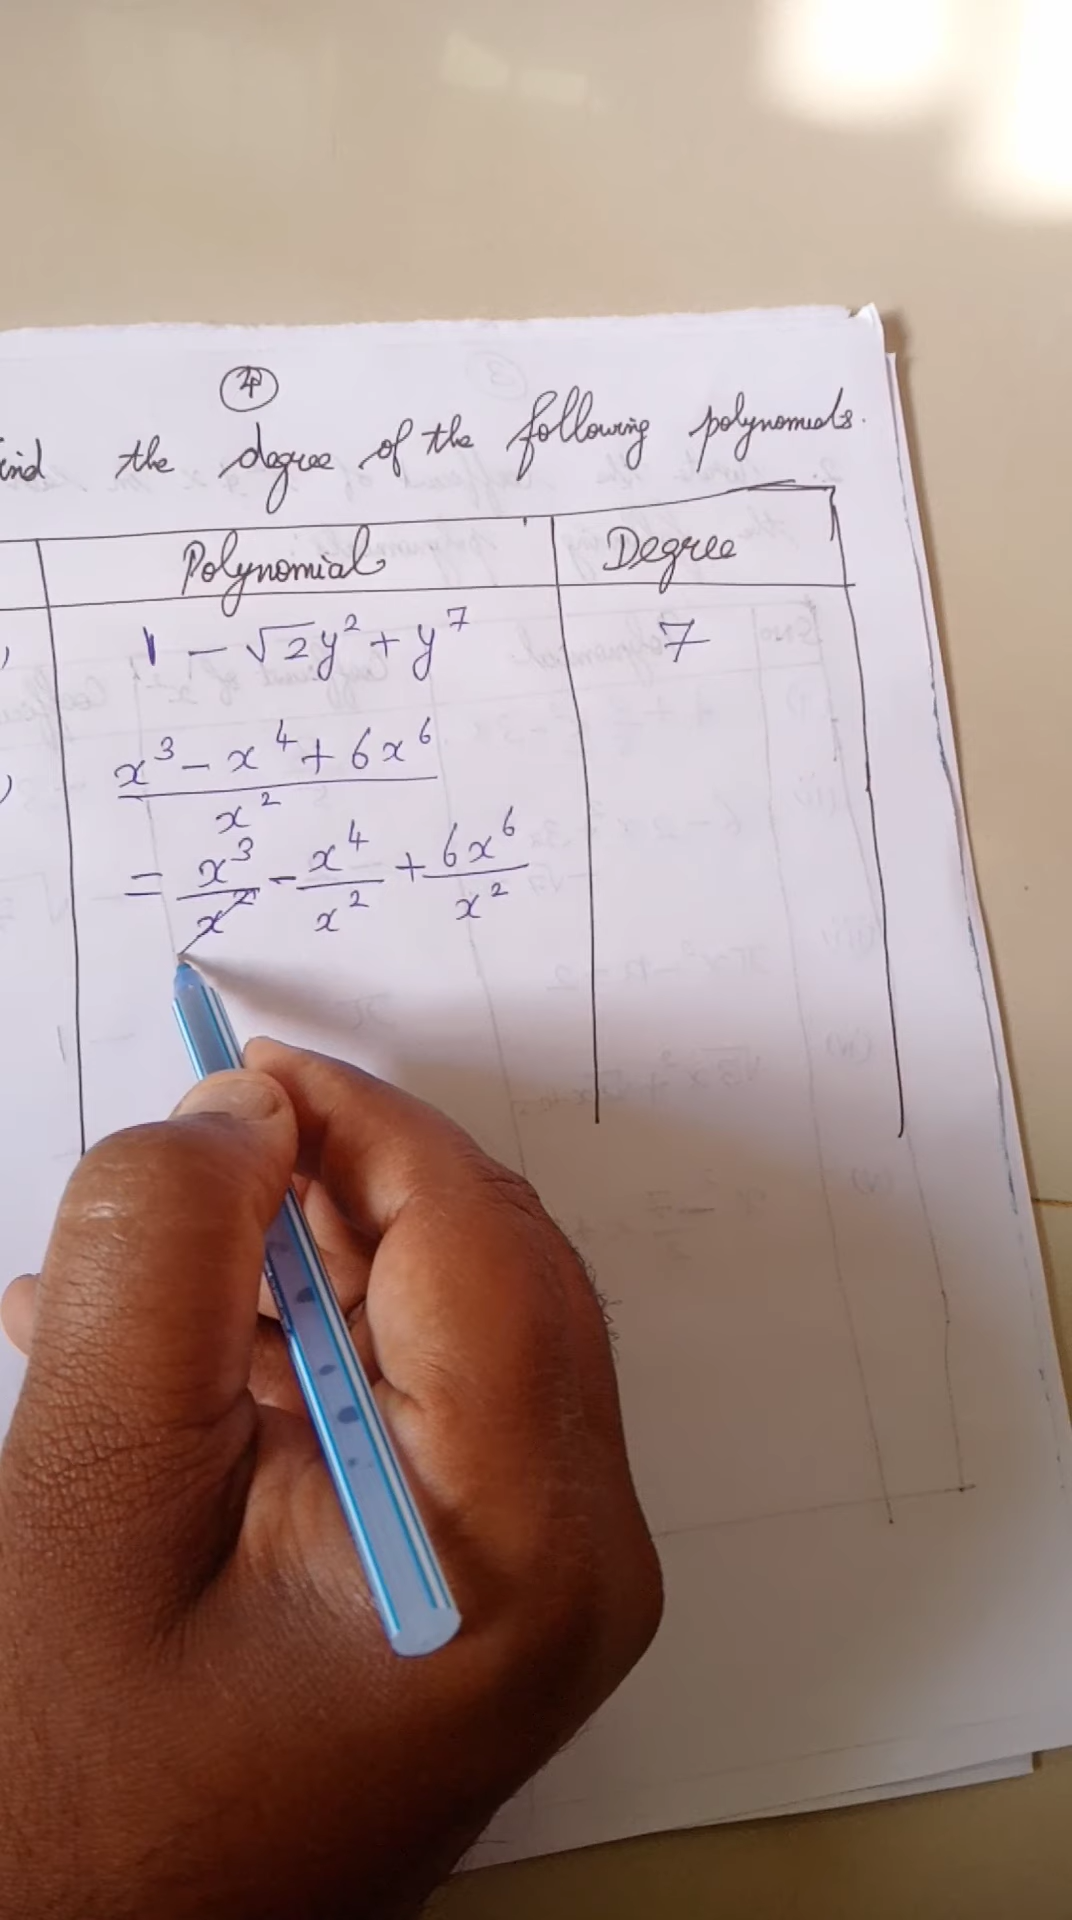 4
ind the degree of the following polynomials.
Polynomial Degree
) 1 - √2y² + y⁷ 7
) x³ - x⁴ + 6x⁶
x²
= x³/x² - x⁴/x² + 6x⁶/x²